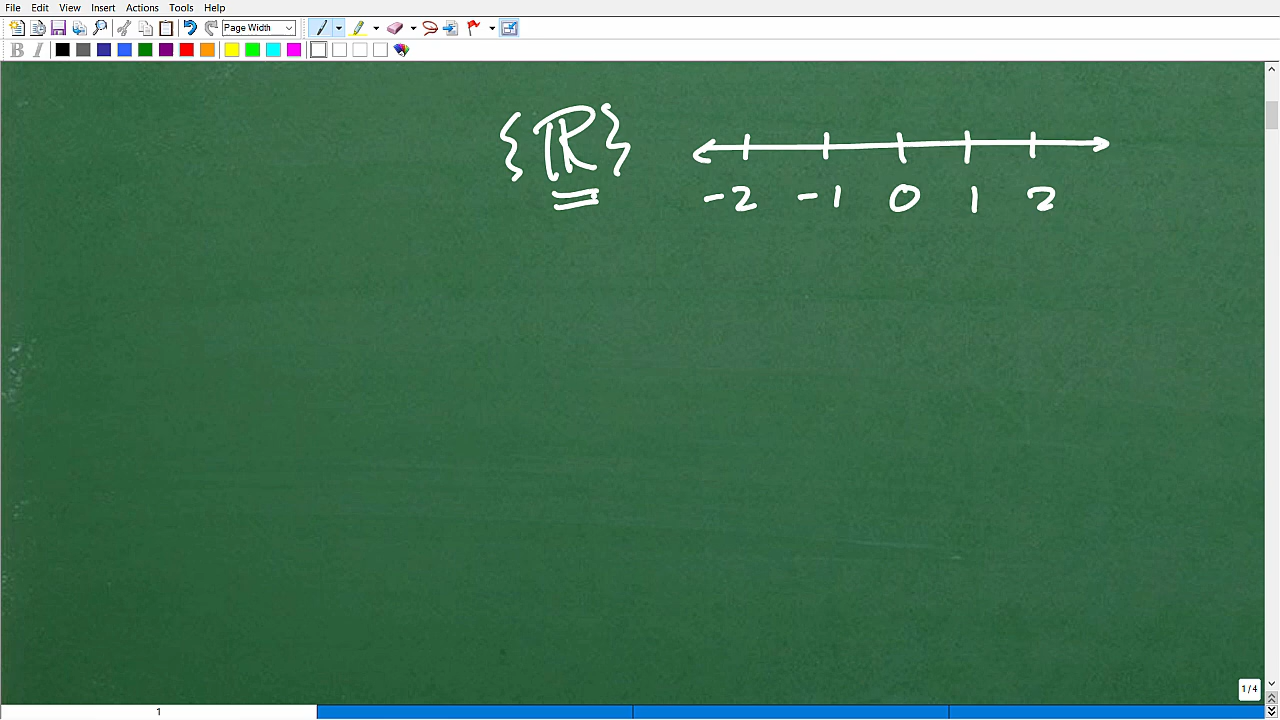 File Edit View Insert Actions Tools Help
Page Width
B I
{ℝ}
-2 -1 0 1 2
1/4
1